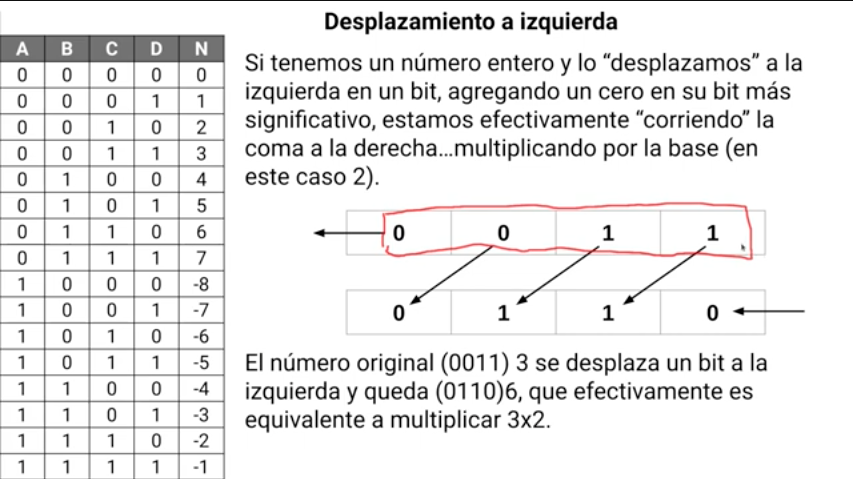 Desplazamiento a izquierda
A B C D N
0 0 0 0 0
0 0 0 1 1
0 0 1 0 2
0 0 1 1 3
0 1 0 0 4
0 1 0 1 5
0 1 1 0 6
0 1 1 1 7
1 0 0 0 -8
1 0 0 1 -7
1 0 1 0 -6
1 0 1 1 -5
1 1 0 0 -4
1 1 0 1 -3
1 1 1 0 -2
1 1 1 1 -1
Si tenemos un número entero y lo “desplazamos” a la
izquierda en un bit, agregando un cero en su bit más
significativo, estamos efectivamente “corriendo” la
coma a la derecha...multiplicando por la base (en
este caso 2).
0 0 1 1
0 1 1 0
El número original (0011) 3 se desplaza un bit a la
izquierda y queda (0110)6, que efectivamente es
equivalente a multiplicar 3x2.